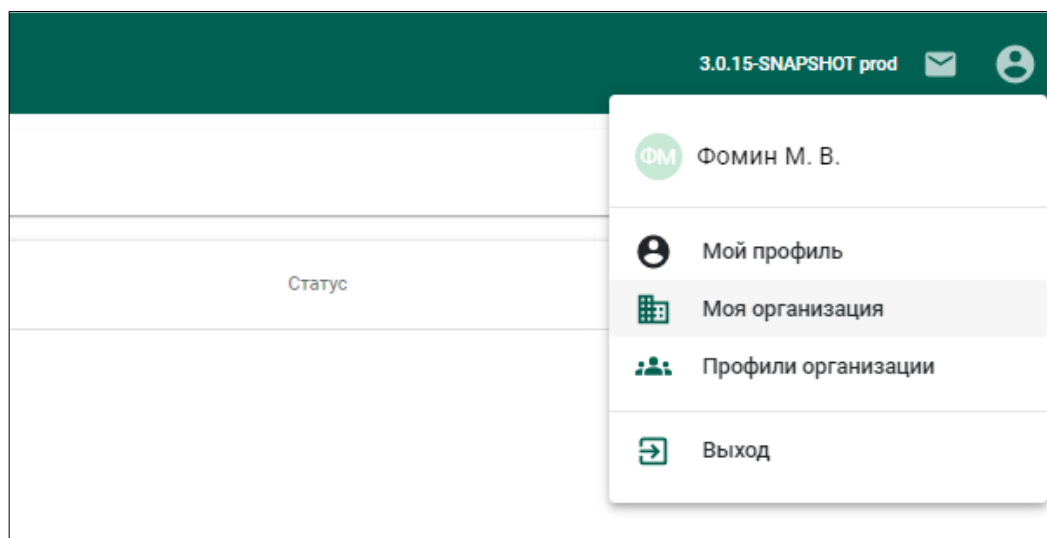 3.0.15-SNAPSHOT prod
ФМ Фомин М. В.
Мой профиль
Статус
Моя организация
Профили организации
Выход